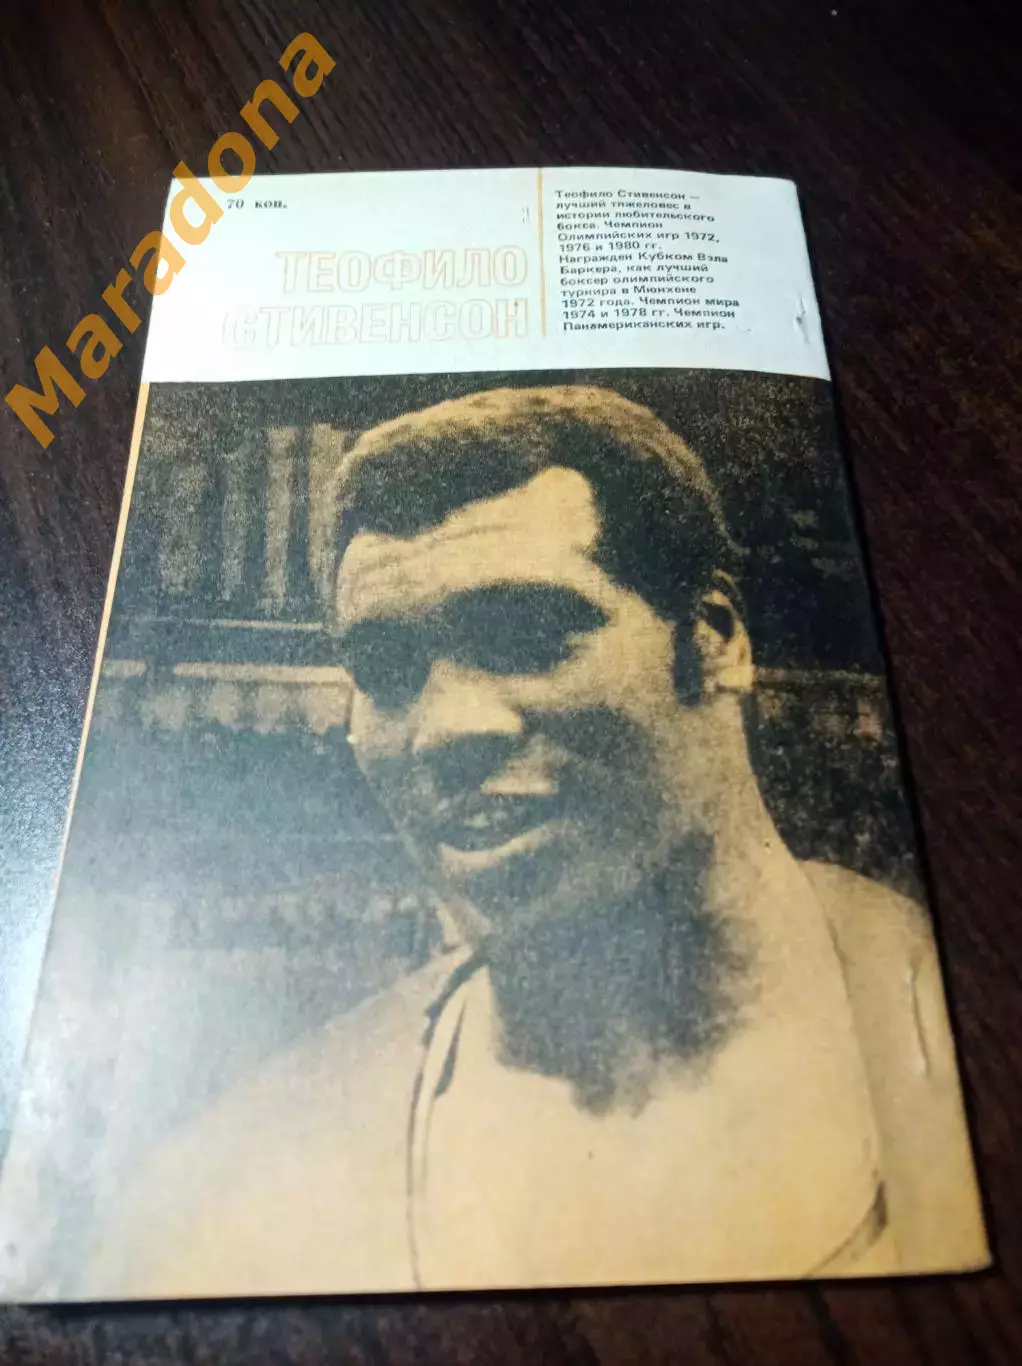 Maradona
70 коп.
ТЕОФИЛО
СТИВЕНСОН
Теофило Стивенсон —
лучший тяжеловес в
истории любительского
бокса. Чемпион
Олимпийских игр 1972,
1976 и 1980 гг.
Награжден Кубком Вэла
Баркера, как лучший
боксер олимпийского
турнира в Мюнхене
1972 года. Чемпион мира
1974 и 1978 гг. Чемпион
Панамериканских игр.